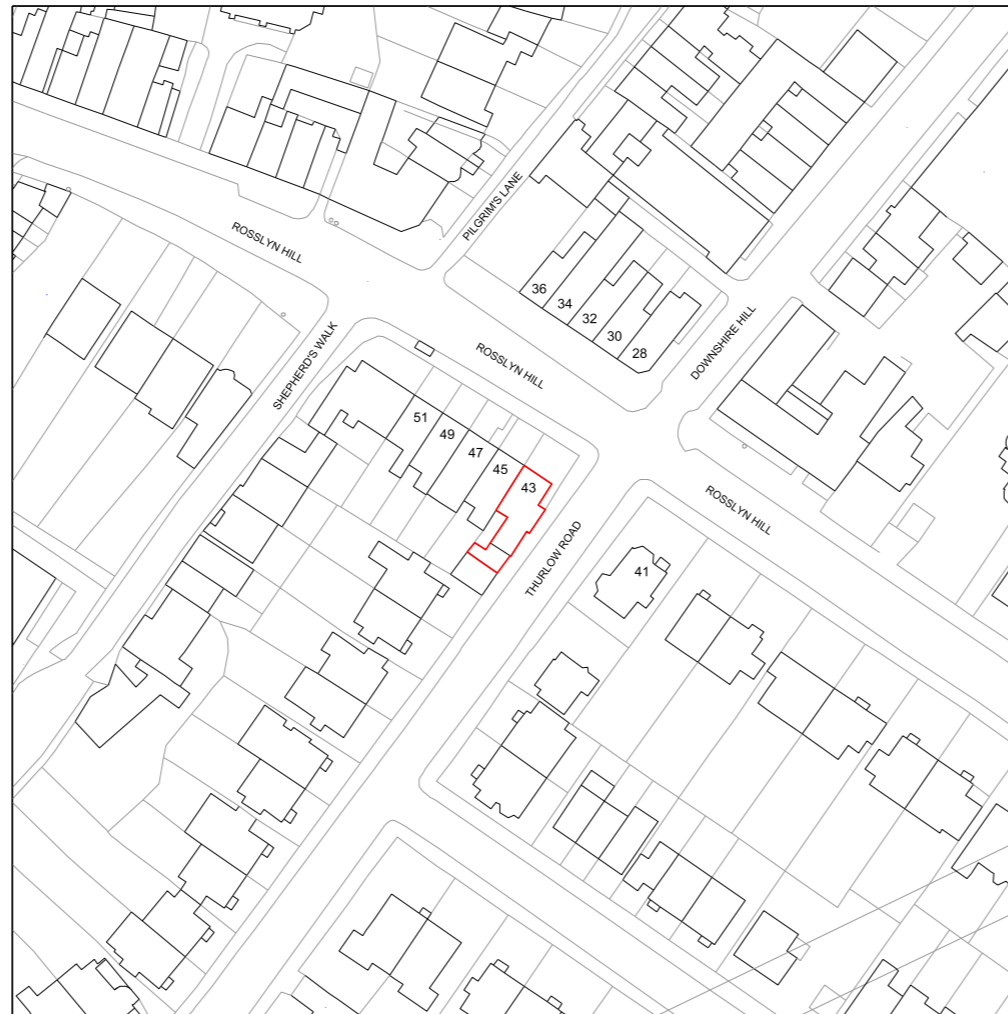 PILGRIM'S LANE
ROSSLYN HILL
36
34
32
30
28
DOWNSHIRE HILL
SHEPHERD'S WALK
ROSSLYN HILL
51
49
47
45
43
ROSSLYN HILL
THURLOW ROAD
41